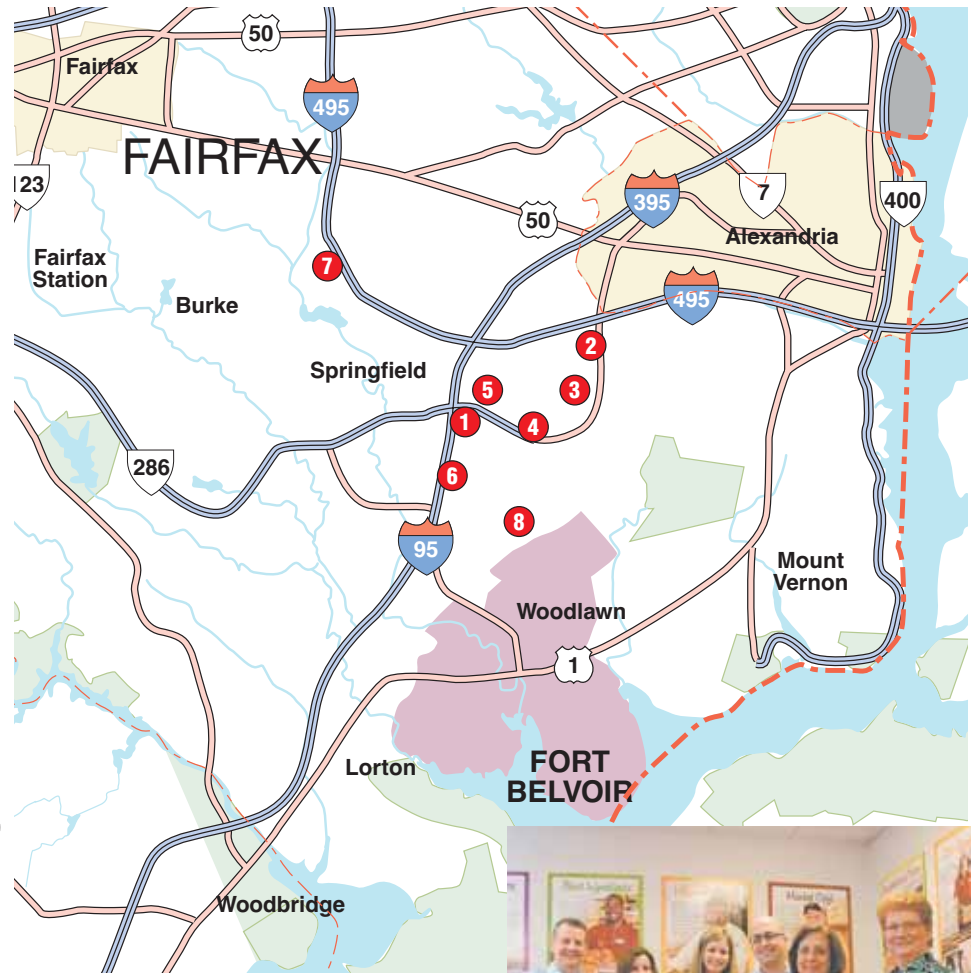 50
Fairfax
495
FAIRFAX
123
7
395
400
50
Alexandria
Fairfax
Station
7
495
Burke
2
Springfield
5
3
1
4
286
6
8
95
Mount
Vernon
Woodlawn
1
FORT
BELVOIR
Lorton
Woodbridge